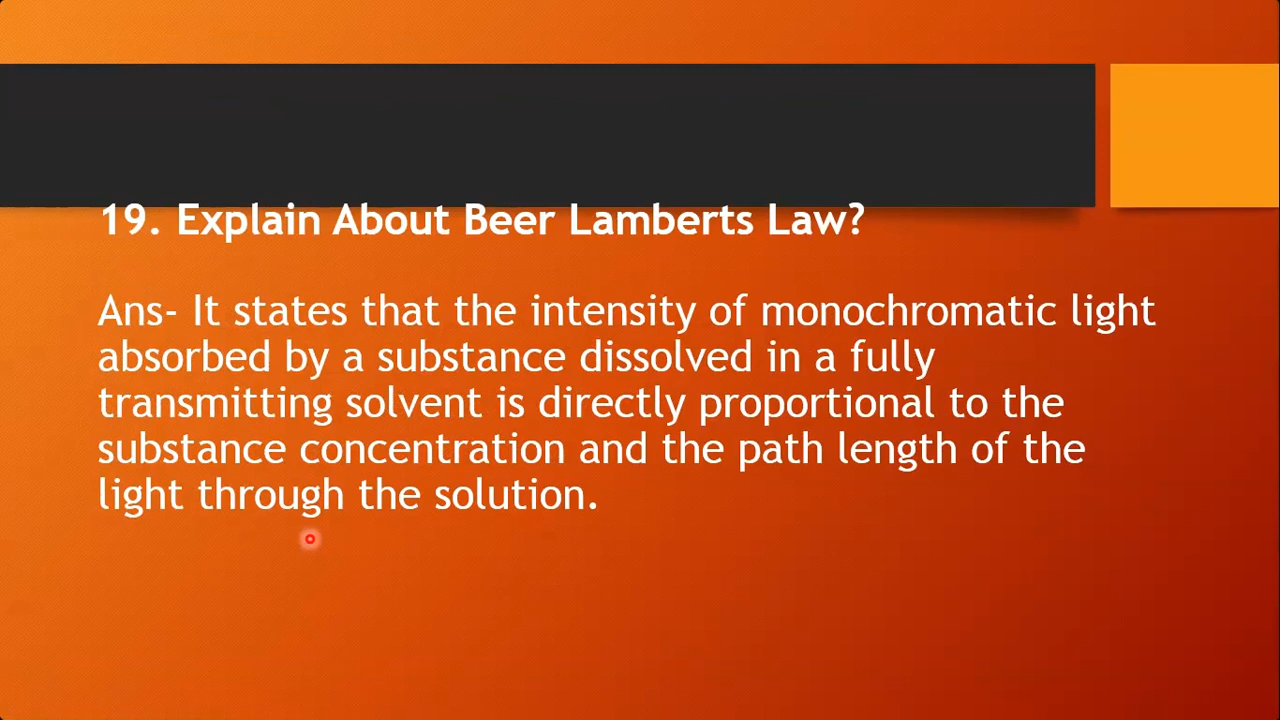 19. Explain About Beer Lamberts Law?
Ans- It states that the intensity of monochromatic light
absorbed by a substance dissolved in a fully
transmitting solvent is directly proportional to the
substance concentration and the path length of the
light through the solution.